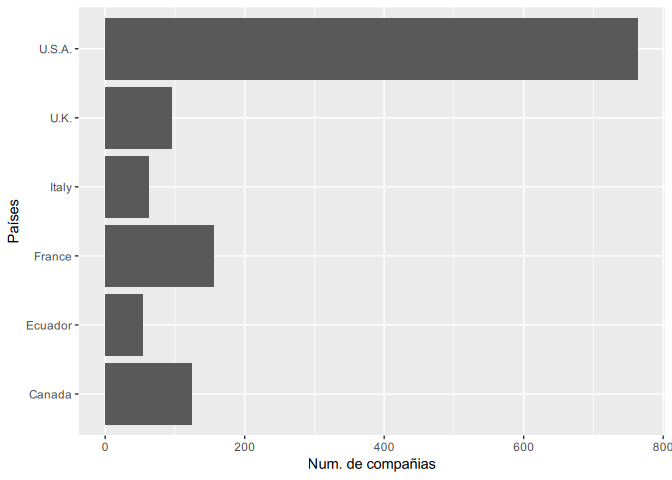 U.S.A.
U.K.
Italy
France
Ecuador
Canada
Países
0 200 400 600 800
Num. de compañias